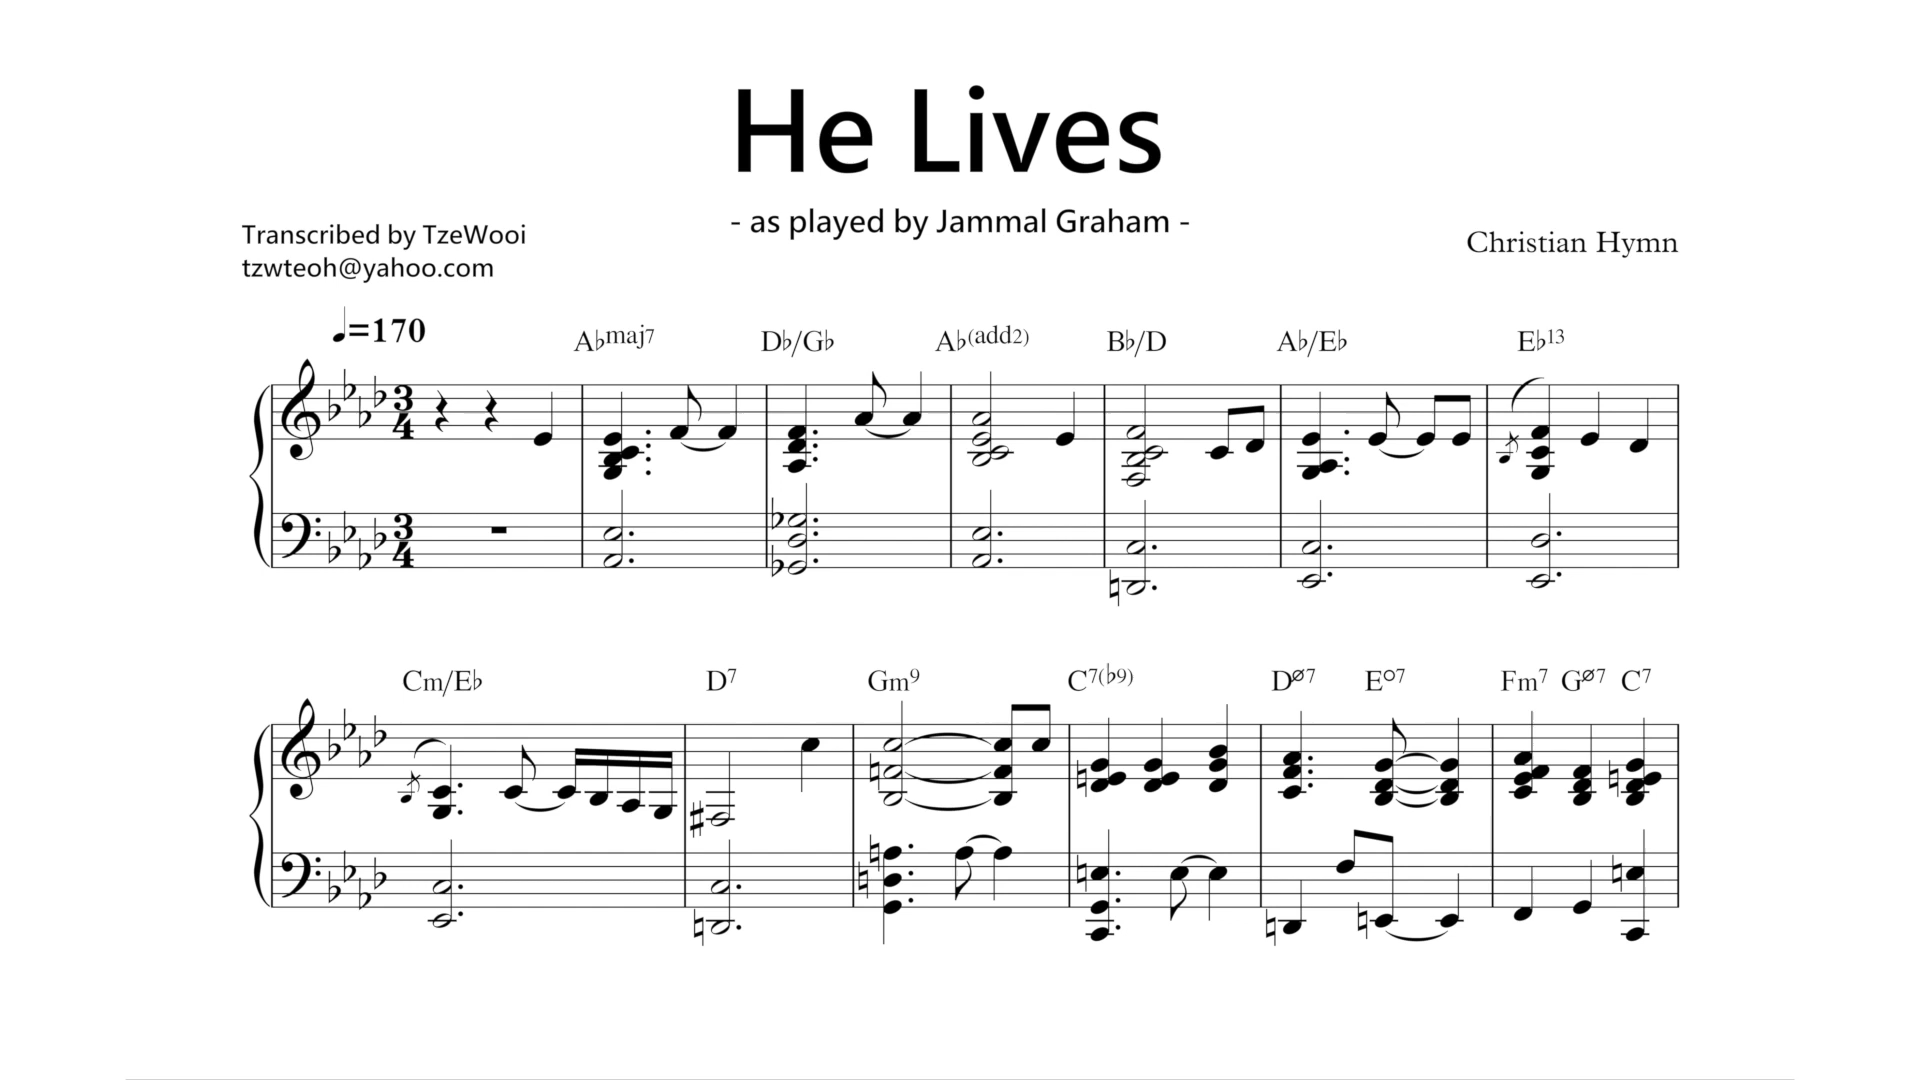 He Lives
- as played by Jammal Graham -
Transcribed by TzeWooi
tzwteoh@yahoo.com
Christian Hymn
♩=170
A♭maj7 D♭/G♭ A♭(add2) B♭/D A♭/E♭ E♭13
3 4
3 4
Cm/E♭ D7 Gm9 C7(♭9) Dø7 E○7 Fm7 Gø7 C7